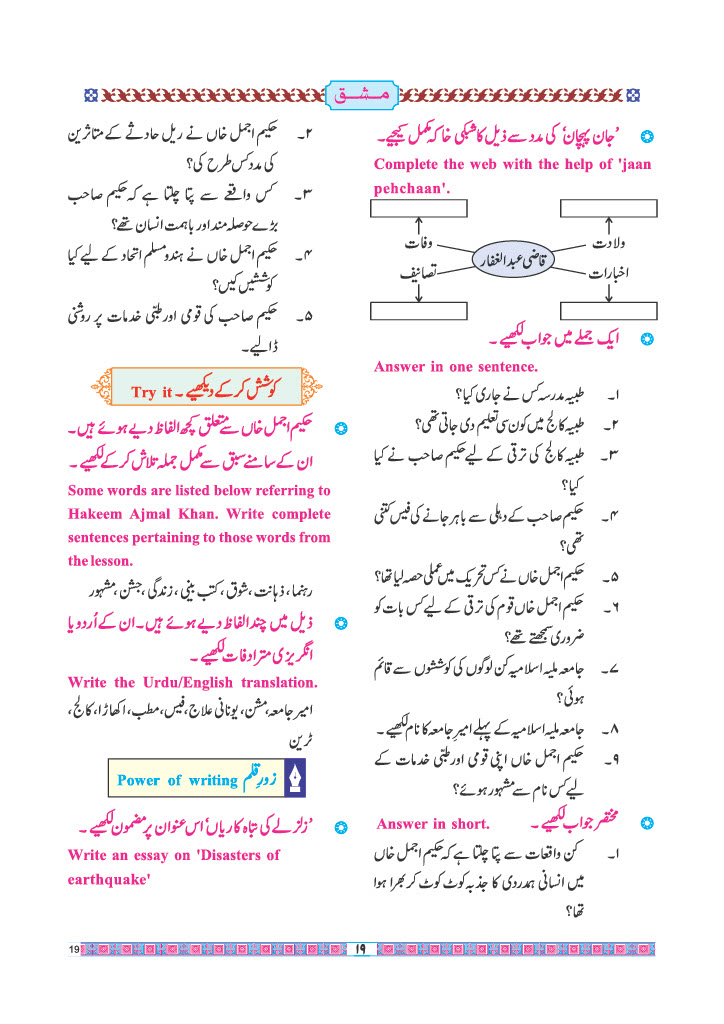 مشق
’جان پہچان‘ کی مدد سے ذیل کا شبکی خاکہ مکمل کیجیے۔
Complete the web with the help of 'jaan
pehchaan'.
ولادت
وفات
قاضی عبدالغفار
اخبارات
تصانیف
ایک جملے میں جواب لکھیے۔
Answer in one sentence.
۱۔ طبیہ مدرسہ کس نے جاری کیا؟
۲۔ طبیہ کالج میں کون سی تعلیم دی جاتی تھی؟
۳۔ طبیہ کالج کی ترقی کے لیے حکیم صاحب نے کیا
کیا؟
۴۔ حکیم صاحب کے دہلی سے باہر جانے کی فیس کتنی
تھی؟
۵۔ حکیم اجمل خاں نے کس تحریک میں عملی حصہ لیا تھا؟
۶۔ حکیم اجمل خاں قوم کی ترقی کے لیے کس بات کو
ضروری سمجھتے تھے؟
۷۔ جامعہ ملیہ اسلامیہ کن لوگوں کی کوششوں سے قائم
ہوئی؟
۸۔ جامعہ ملیہ اسلامیہ کے پہلے امیرِ جامعہ کا نام لکھیے۔
۹۔ حکیم اجمل خاں اپنی قومی اور طبّی خدمات کے
لیے کس نام سے مشہور ہوئے؟
مختصر جواب لکھیے۔ Answer in short.
۱۔ کن واقعات سے پتا چلتا ہے کہ حکیم اجمل خاں
میں انسانی ہمدردی کا جذبہ کوٹ کوٹ کر بھرا ہوا
تھا؟
۲۔ حکیم اجمل خاں نے ریل حادثے کے متاثرین
کی مدد کس طرح کی؟
۳۔ کس واقعے سے پتا چلتا ہے کہ حکیم صاحب
بڑے حوصلہ مند اور باہمت انسان تھے؟
۴۔ حکیم اجمل خاں نے ہندو مسلم اتحاد کے لیے کیا
کوششیں کیں؟
۵۔ حکیم صاحب کی قومی اور طبّی خدمات پر روشنی
ڈالیے۔
کوشش کر کے دیکھیے۔ Try it
حکیم اجمل خاں سے متعلق کچھ الفاظ دیے ہوئے ہیں۔
ان کے سامنے سبق سے مکمل جملہ تلاش کر کے لکھیے۔
Some words are listed below referring to
Hakeem Ajmal Khan. Write complete
sentences pertaining to those words from
the lesson.
رہنما، ذہانت، شوق، کتب بینی، زندگی، جشن، مشہور
ذیل میں چند الفاظ دیے ہوئے ہیں۔ ان کے اُردو یا
انگریزی مترادفات لکھیے۔
Write the Urdu/English translation.
امیر جامعہ، مشن، یونانی علاج، فیس، مطب، اکھاڑا، کالج،
ٹرین
زورِ قلم Power of writing
’زلزلے کی تباہ کاریاں‘ اس عنوان پر مضمون لکھیے۔
Write an essay on 'Disasters of
earthquake'
19
۱۹